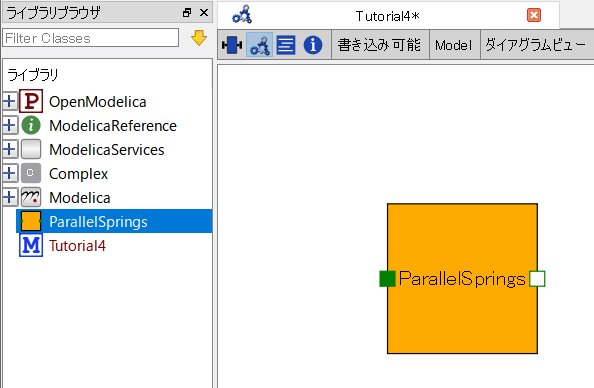 ライブラリブラウザ
Filter Classes
ライブラリ
P OpenModelica
i ModelicaReference
ModelicaServices
C Complex
m Modelica
ParallelSprings
M Tutorial4
Tutorial4*
書き込み可能 Model ダイアグラムビュー
ParallelSprings